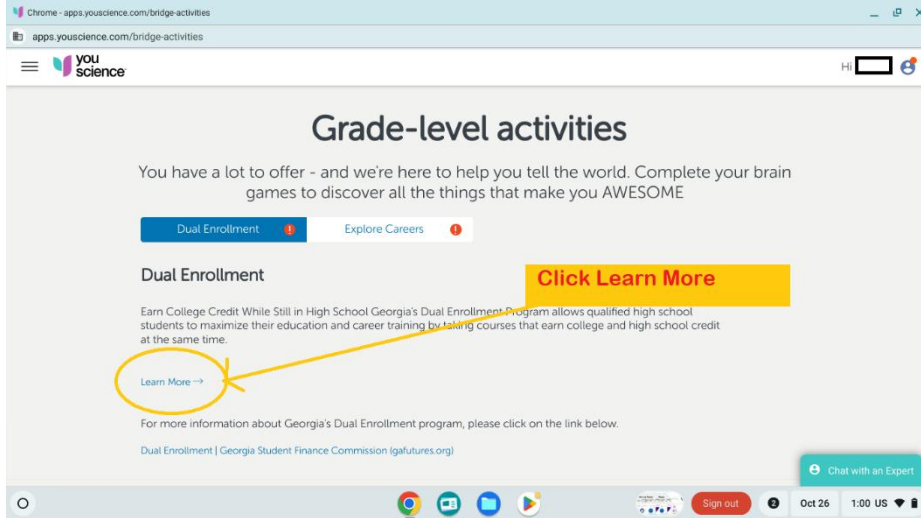 Chrome - apps.youscience.com/bridge-activities
apps.youscience.com/bridge-activities
you
science
Hi
Grade-level activities
You have a lot to offer - and we're here to help you tell the world. Complete your brain
games to discover all the things that make you AWESOME
Dual Enrollment !
Explore Careers !
Dual Enrollment
Click Learn More
Earn College Credit While Still in High School Georgia's Dual Enrollment Program allows qualified high school
students to maximize their education and career training by taking courses that earn college and high school credit
at the same time.
Learn More →
For more information about Georgia's Dual Enrollment program, please click on the link below.
Dual Enrollment | Georgia Student Finance Commission (gafutures.org)
Chat with an Expert
Sign out
2
Oct 26
1:00 US